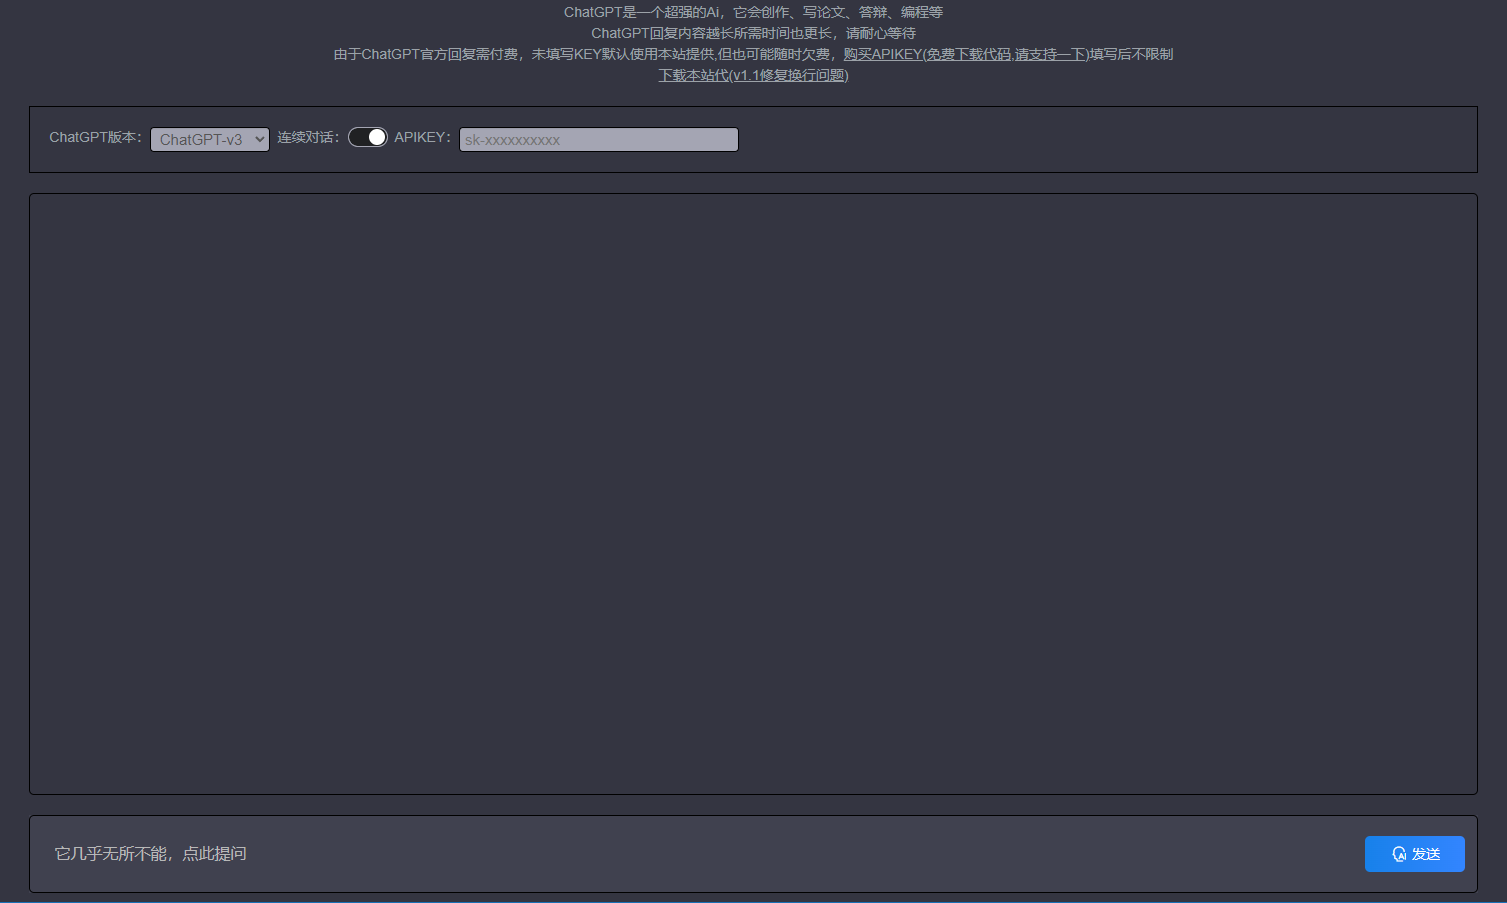 ChatGPT是一个超强的Ai，它会创作、写论文、答辩、编程等
ChatGPT回复内容越长所需时间也更长，请耐心等待
由于ChatGPT官方回复需付费，未填写KEY默认使用本站提供,但也可能随时欠费，购买APIKEY(免费下载代码,请支持一下)填写后不限制
下载本站代(v1.1修复换行问题)
ChatGPT版本： ChatGPT-v3 连续对话： APIKEY： sk-xxxxxxxxxx
它几乎无所不能，点此提问 发送